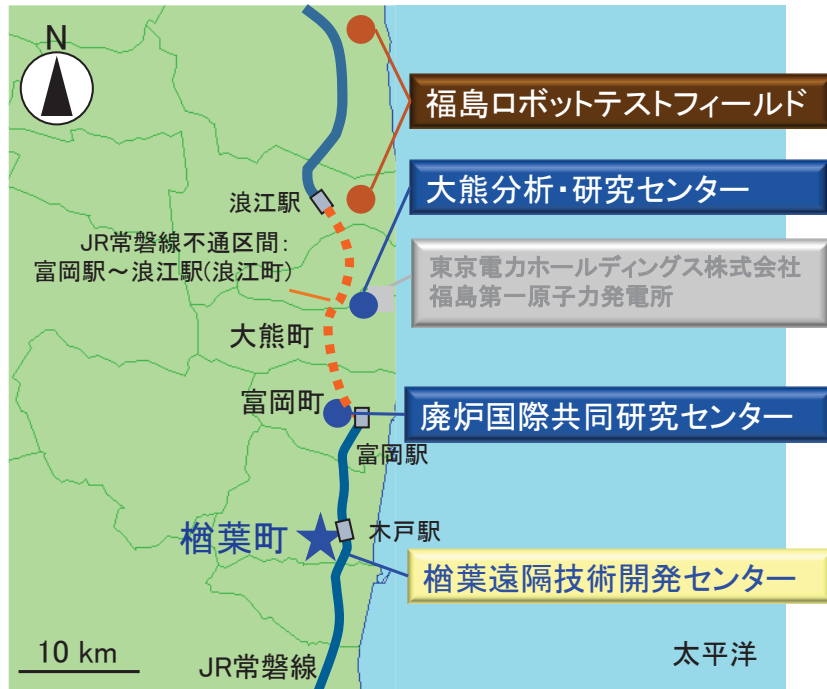 N
福島ロボットテストフィールド
大熊分析・研究センター
浪江駅
JR常磐線不通区間:
富岡駅～浪江駅(浪江町)
東京電力ホールディングス株式会社
福島第一原子力発電所
大熊町
富岡町
廃炉国際共同研究センター
富岡駅
楢葉町
木戸駅
楢葉遠隔技術開発センター
10 km
JR常磐線
太平洋